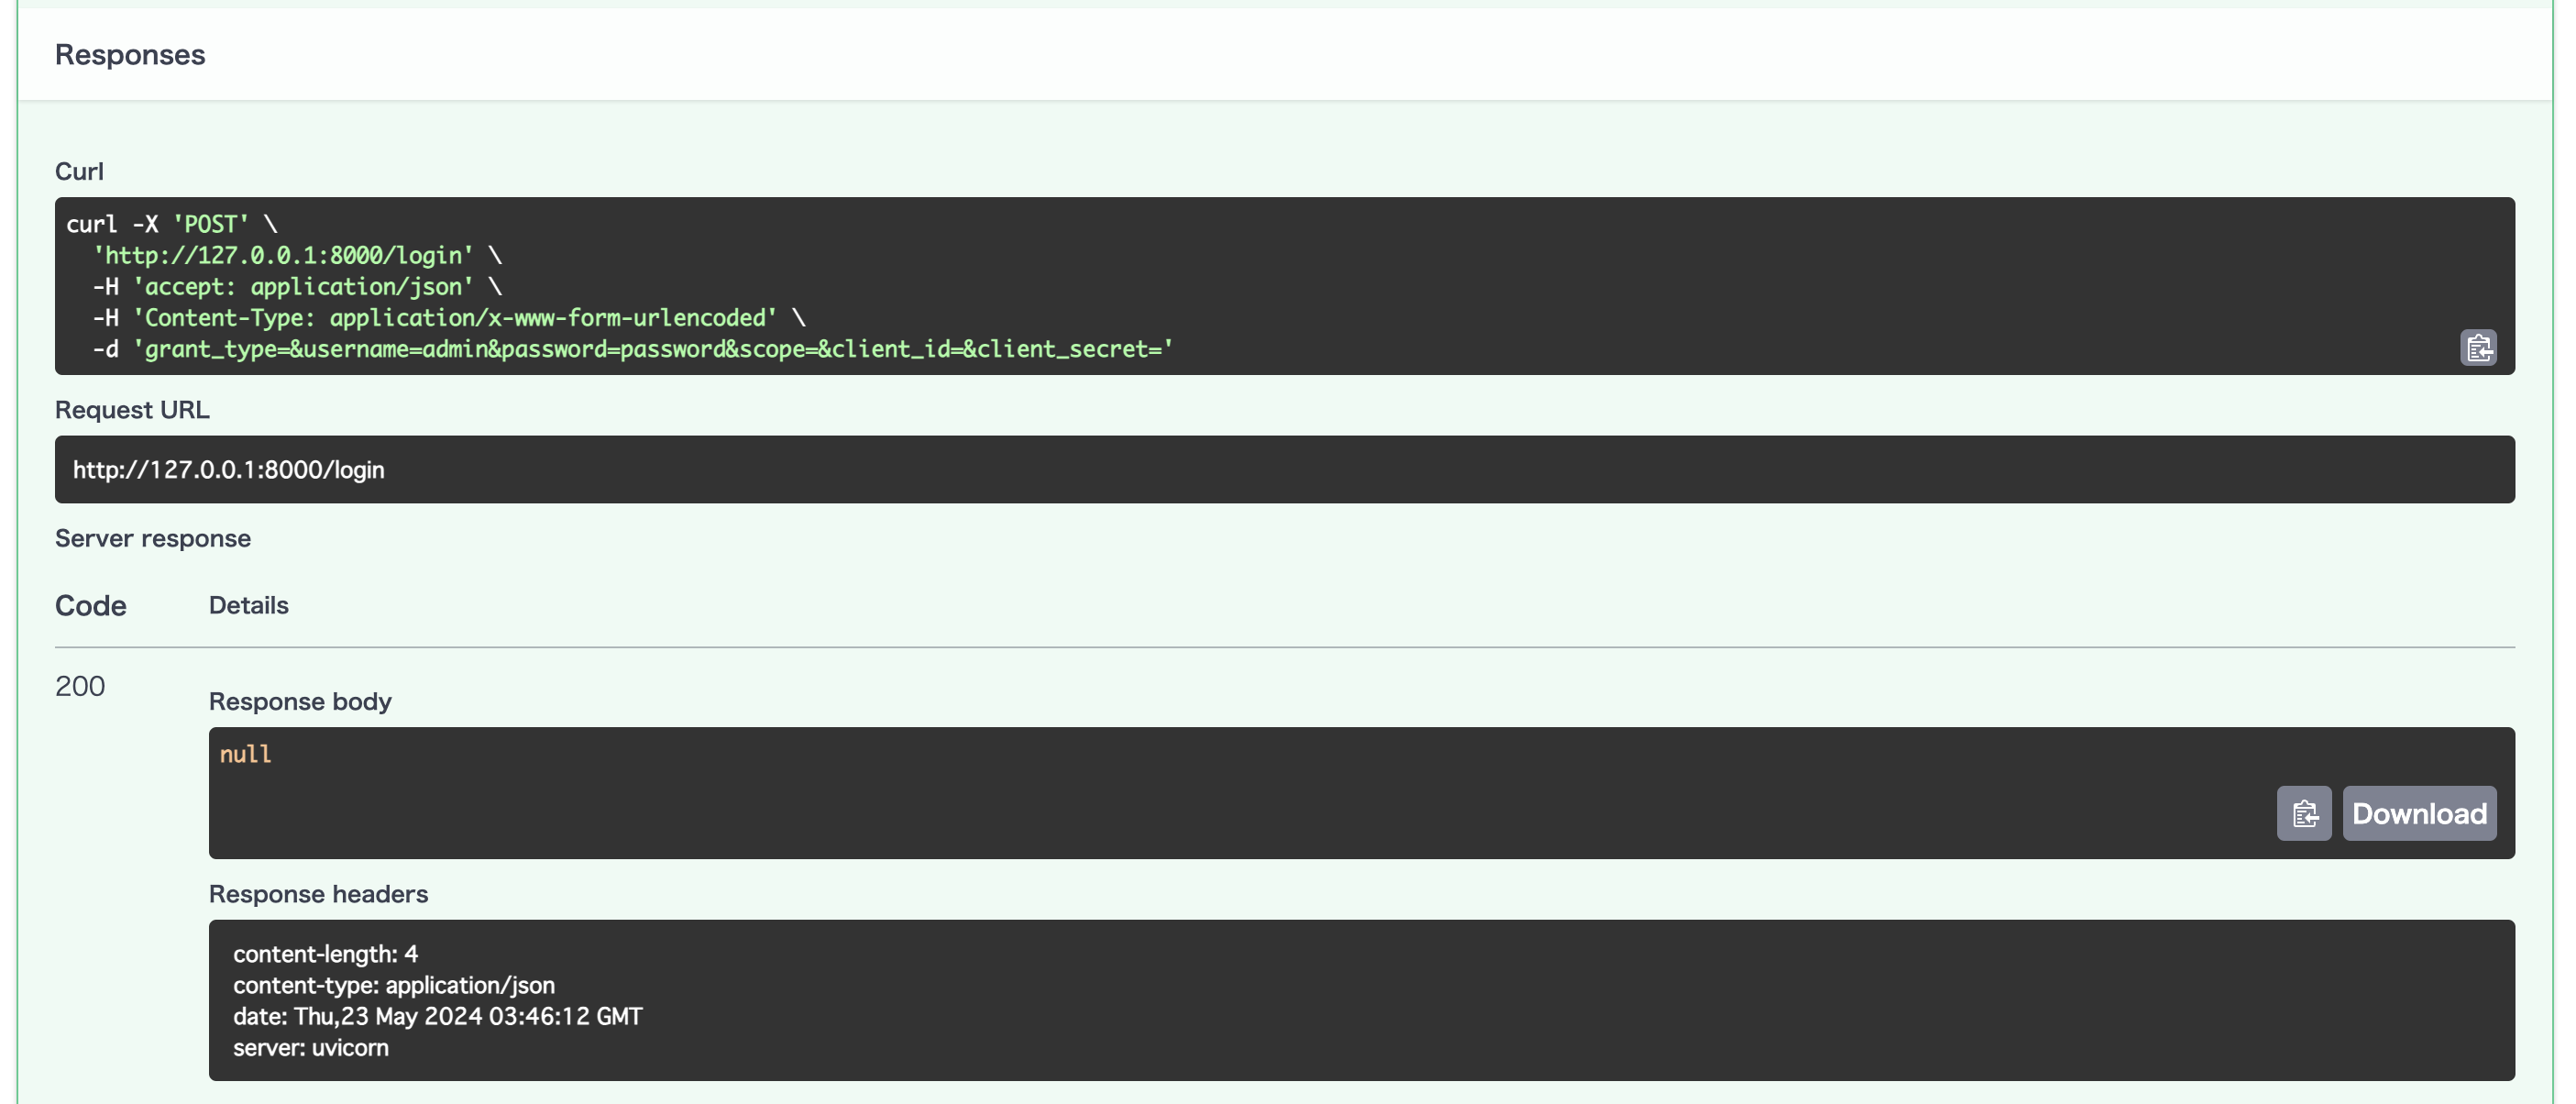 Responses
Curl
curl -X 'POST' \
'http://127.0.0.1:8000/login' \
-H 'accept: application/json' \
-H 'Content-Type: application/x-www-form-urlencoded' \
-d 'grant_type=&username=admin&password=password&scope=&client_id=&client_secret='
Request URL
http://127.0.0.1:8000/login
Server response
Code Details
200
Response body
null
Download
Response headers
content-length: 4
content-type: application/json
date: Thu,23 May 2024 03:46:12 GMT
server: uvicorn